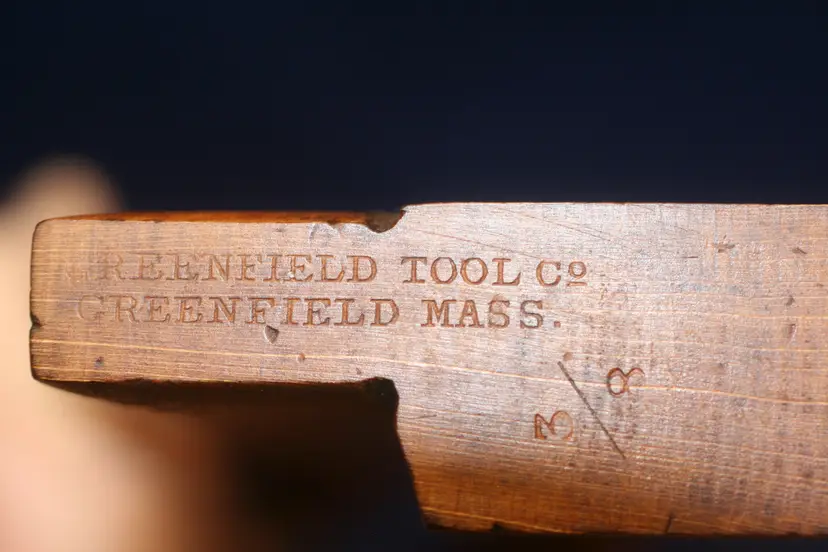 GREENFIELD TOOL Cº
GREENFIELD MASS.
3/8